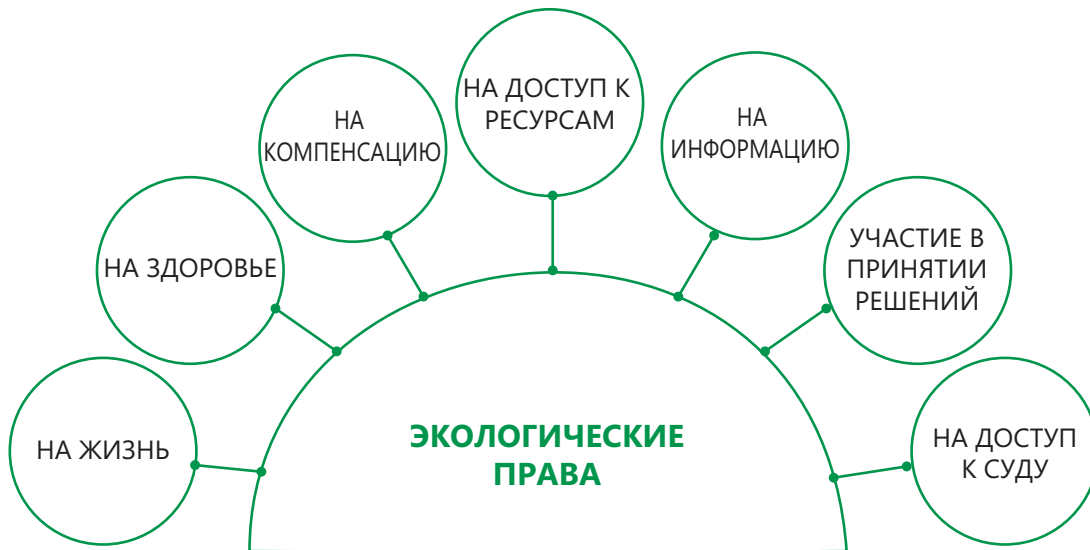 НА ЖИЗНЬ
НА ЗДОРОВЬЕ
НА
КОМПЕНСАЦИЮ
НА ДОСТУП К
РЕСУРСАМ
НА
ИНФОРМАЦИЮ
УЧАСТИЕ В
ПРИНЯТИИ
РЕШЕНИЙ
НА ДОСТУП
К СУДУ
ЭКОЛОГИЧЕСКИЕ
ПРАВА